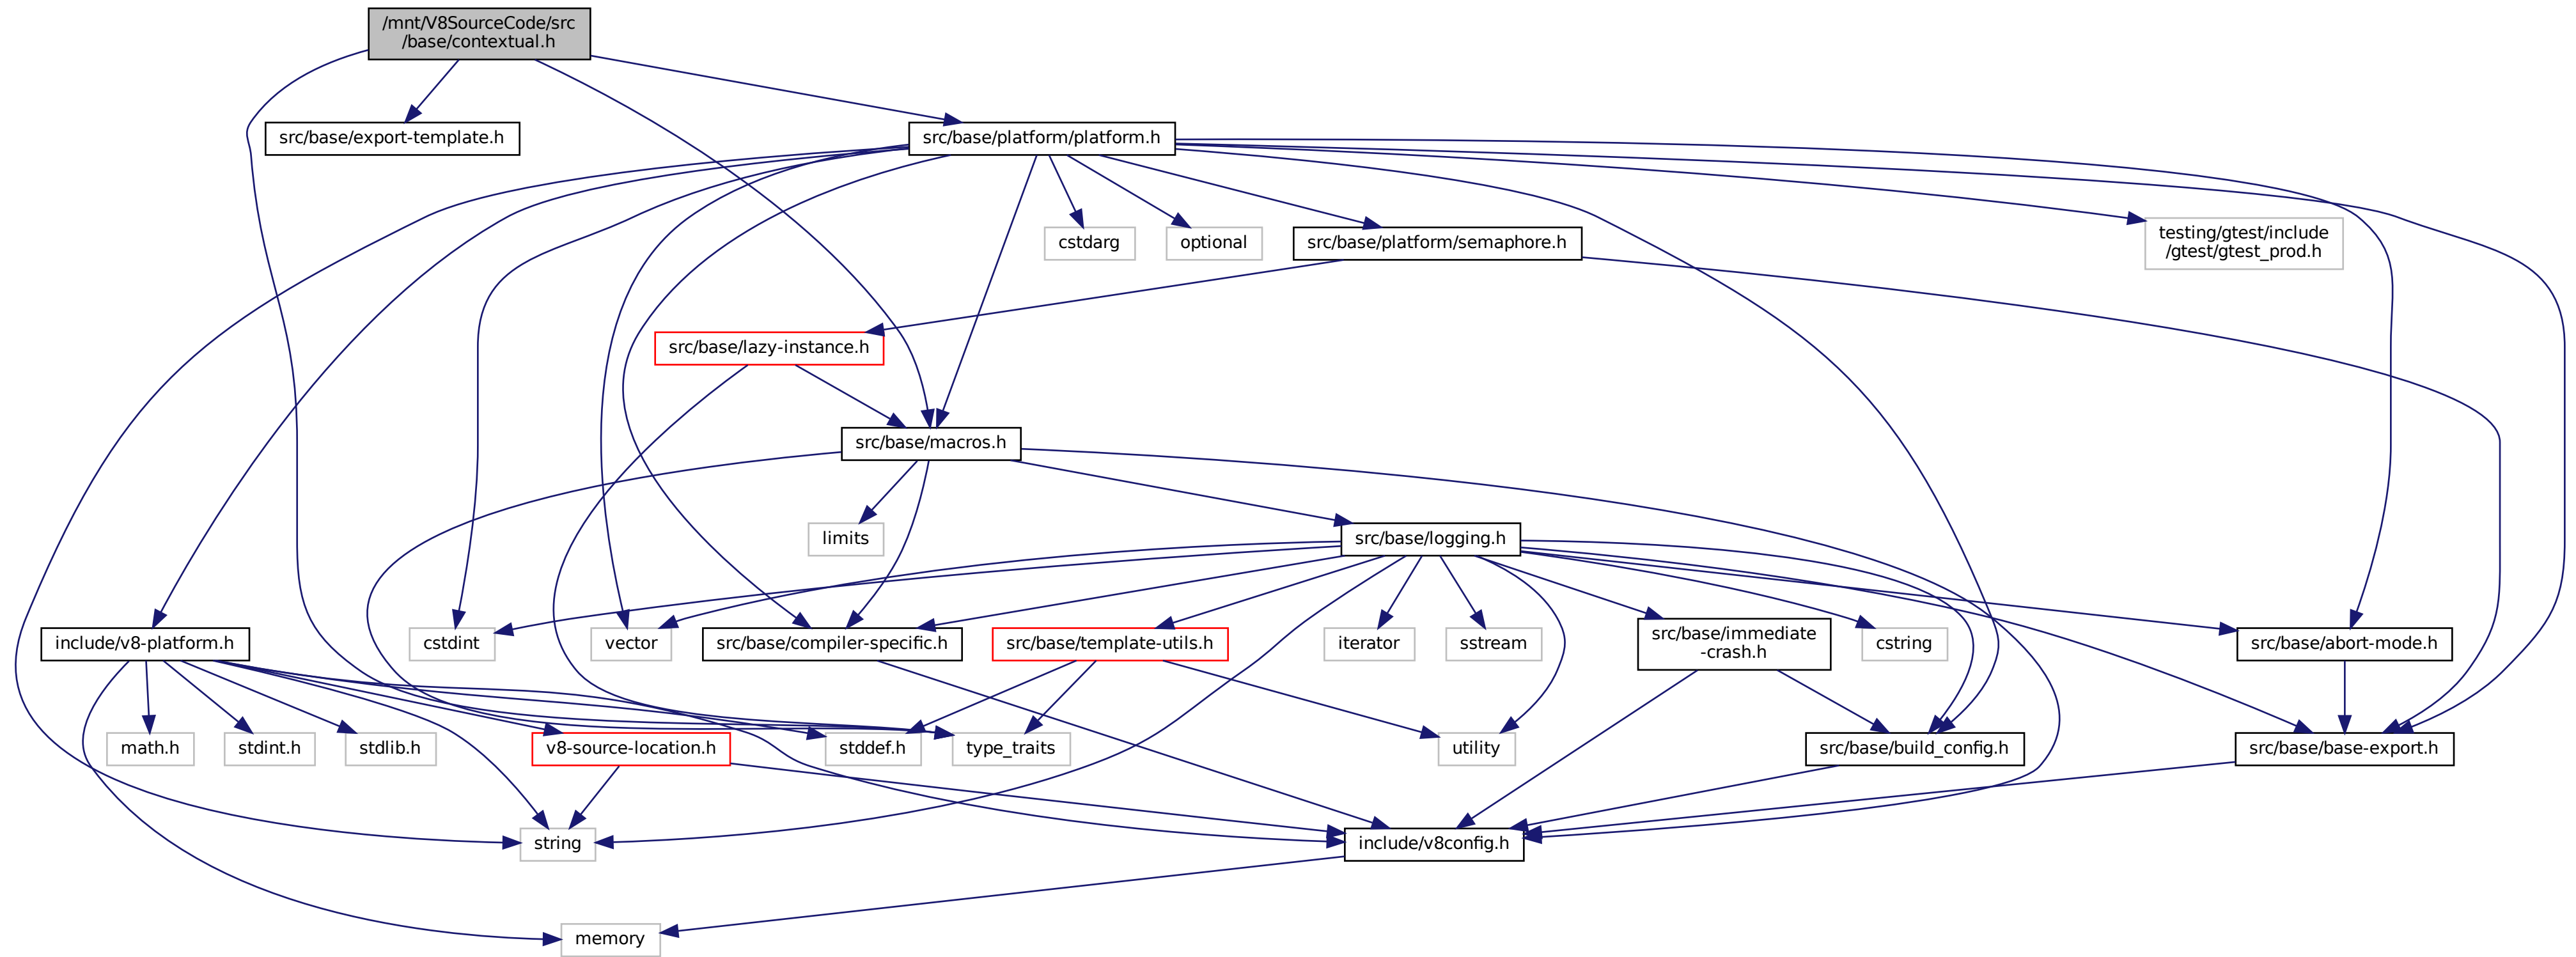 /mnt/V8SourceCode/src
/base/contextual.h
src/base/export-template.h
src/base/platform/platform.h
cstdarg
optional
src/base/platform/semaphore.h
testing/gtest/include
/gtest/gtest_prod.h
src/base/lazy-instance.h
src/base/macros.h
limits
src/base/logging.h
include/v8-platform.h
cstdint
vector
src/base/compiler-specific.h
src/base/template-utils.h
iterator
sstream
src/base/immediate
-crash.h
cstring
src/base/abort-mode.h
math.h
stdint.h
stdlib.h
v8-source-location.h
stddef.h
type_traits
utility
src/base/build_config.h
src/base/base-export.h
string
include/v8config.h
memory